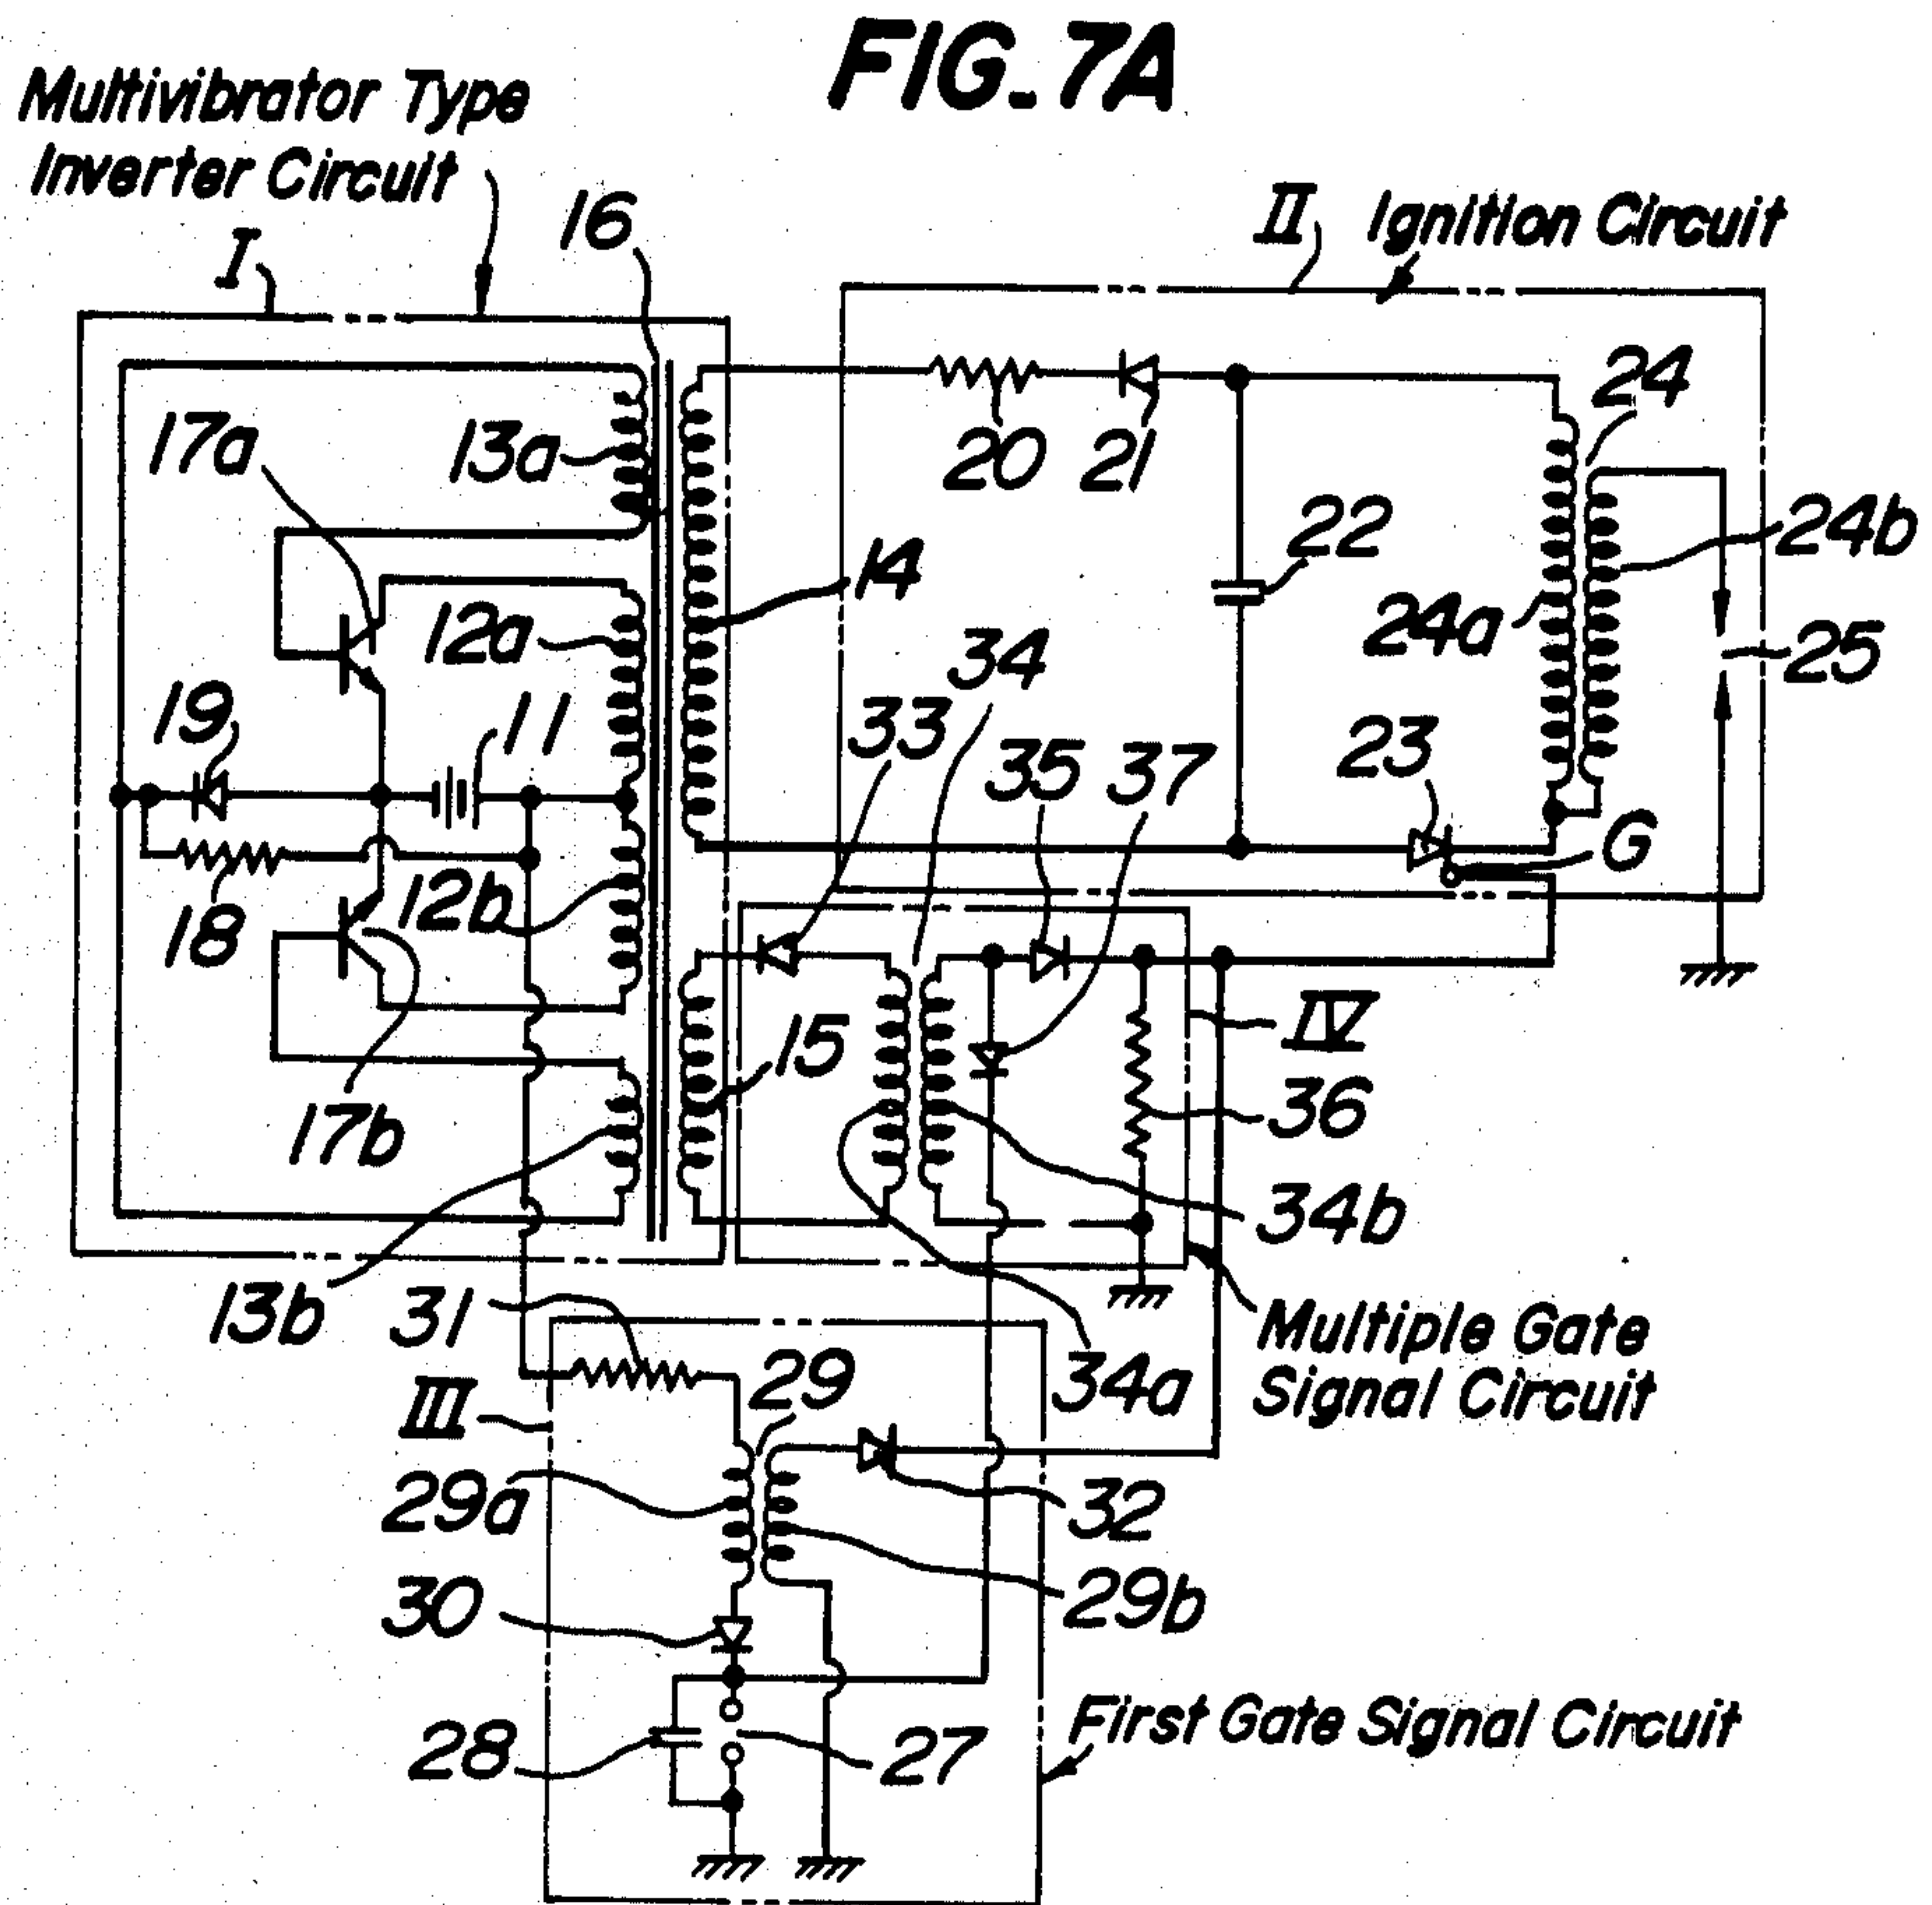 FIG. 7A
Multivibrator Type
Inverter Circuit
I
16
II
Ignition Circuit
17a
13a
20
21
24
22
24b
14
24a
25
12a
34
19
11
33
35
37
23
G
18
12b
15
IV
36
17b
34b
13b
31
Multiple Gate
Signal Circuit
III
29
34a
29a
32
30
29b
28
27
First Gate Signal Circuit